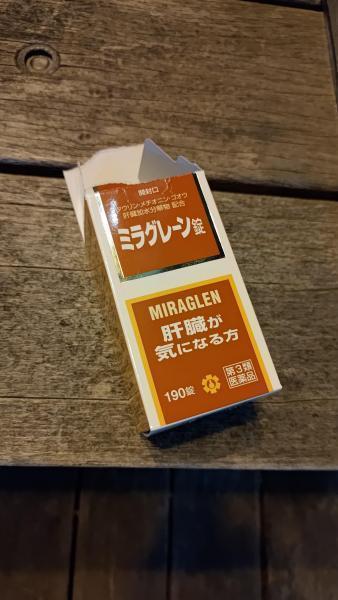 開封口
タウリン・メチオニン・ゴオウ
肝臓加水分解物 配合
ミラグレーン錠
MIRAGLEN
肝臓が
気になる方
190錠
第3類
医薬品